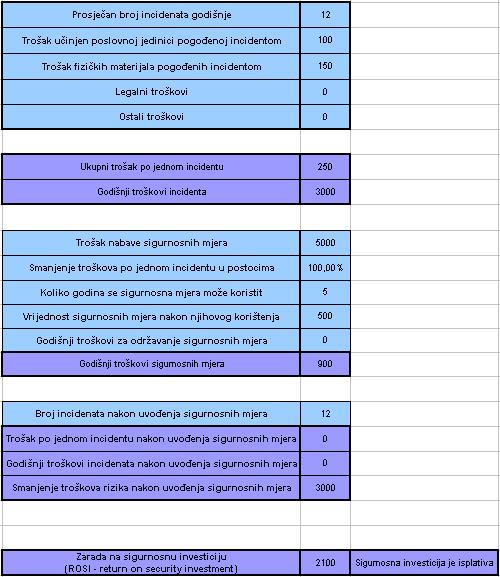 Prosječan broj incidenata godišnje 12
Trošak učinjen poslovnoj jedinici pogođenoj incidentom 100
Trošak fizičkih materijala pogođenih incidentom 150
Legalni troškovi 0
Ostali troškovi 0
Ukupni trošak po jednom incidentu 250
Godišnji troškovi incidenta 3000
Trošak nabave sigurnosnih mjera 5000
Smanjenje troškova po jednom incidentu u postocima 100,00%
Koliko godina se sigurnosna mjera može koristit 5
Vrijednost sigurnosnih mjera nakon njihovog korištenja 500
Godišnji troškovi za održavanje sigurnosnih mjera 0
Godišnji troškovi sigurnosnih mjera 900
Broj incidenata nakon uvođenja sigurnosnih mjera 12
Trošak po jednom incidentu nakon uvođenja sigurnosnih mjera 0
Godišnji troškovi incidenata nakon uvođenja sigurnosnih mjera 0
Smanjenje troškova rizika nakon uvođenja sigurnosnih mjera 3000
Zarada na sigurnosnu investiciju
(ROSI - return on security investment) 2100 Sigurnosna investicija je isplativa